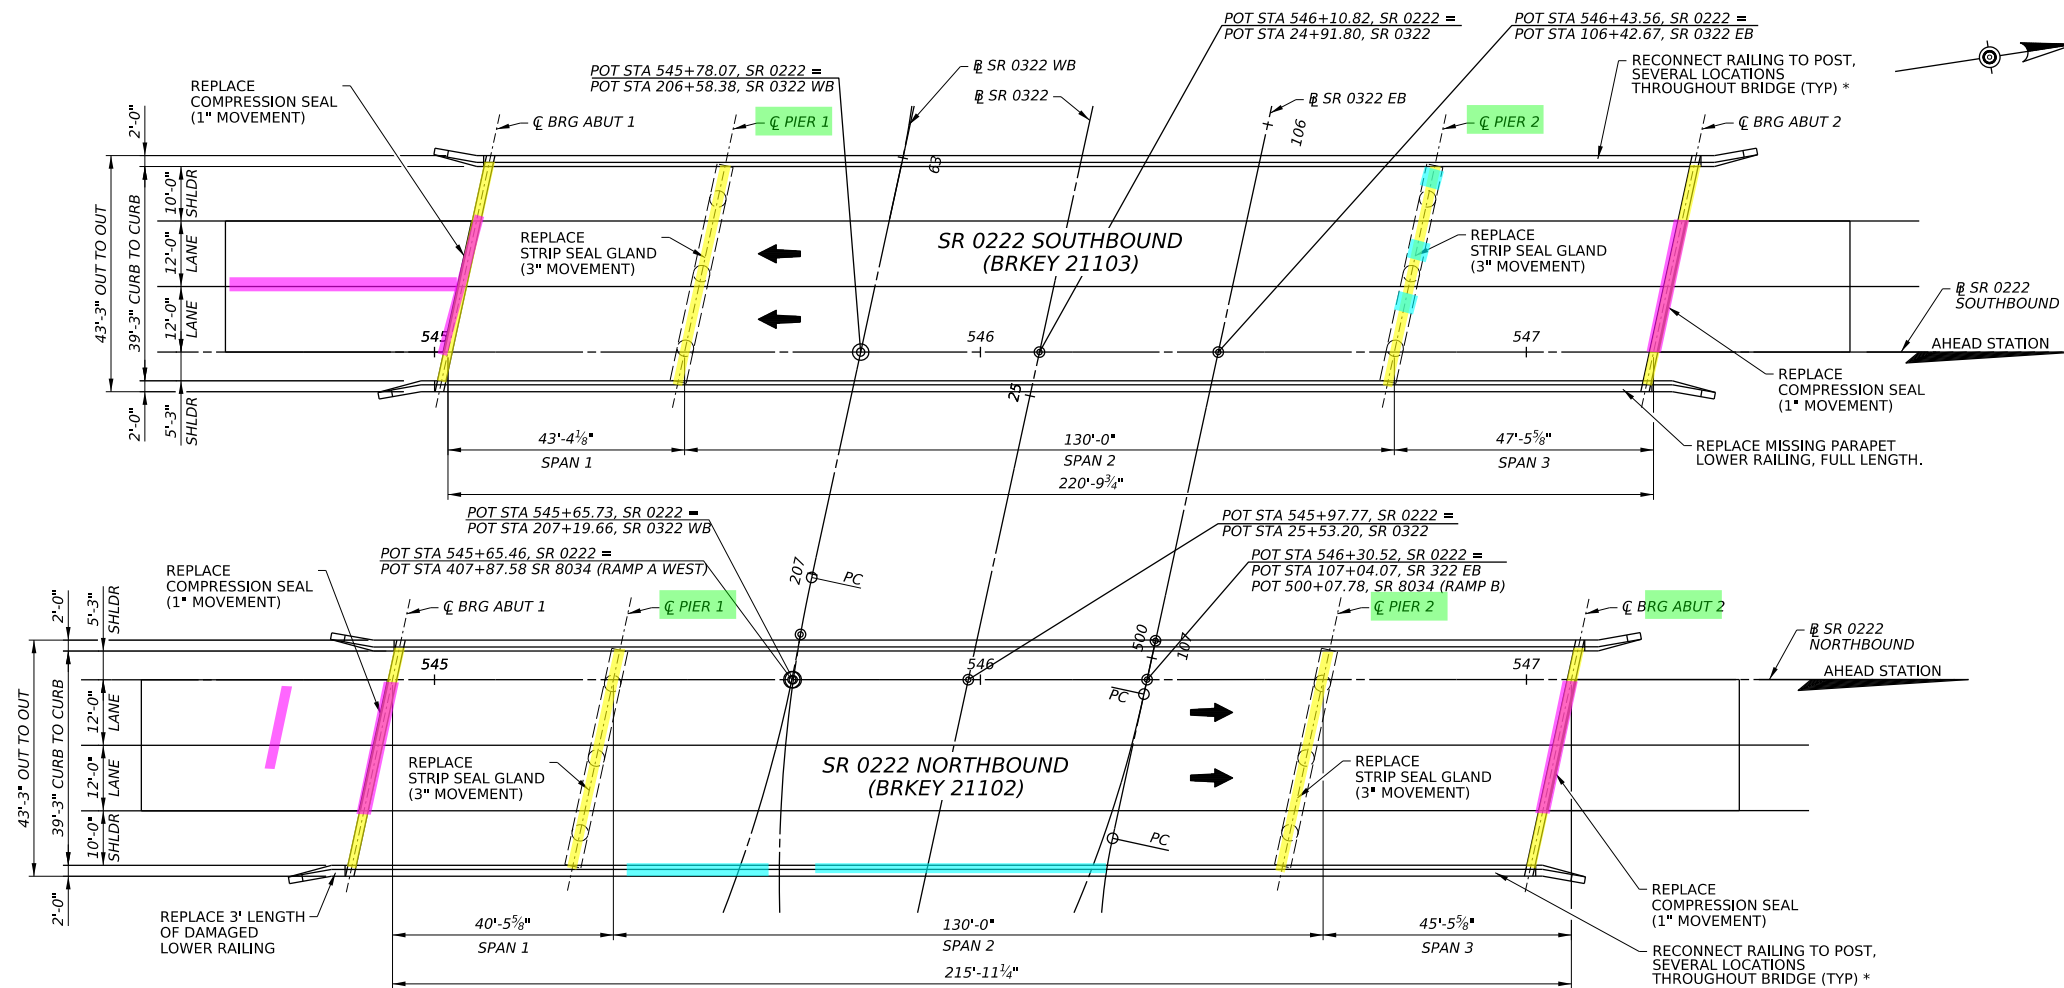 POT STA 546+10.82, SR 0222 =
POT STA 24+91.80, SR 0322
POT STA 546+43.56, SR 0222 =
POT STA 106+42.67, SR 0322 EB
POT STA 545+78.07, SR 0222 =
POT STA 206+58.38, SR 0322 WB
℄ SR 0322 WB
℄ SR 0322
℄ SR 0322 EB
RECONNECT RAILING TO POST,
SEVERAL LOCATIONS
THROUGHOUT BRIDGE (TYP) *
REPLACE
COMPRESSION SEAL
(1" MOVEMENT)
℄ BRG ABUT 1
℄ PIER 1
63
106
℄ PIER 2
℄ BRG ABUT 2
2'-0"
10'-0"
SHLDR
12'-0"
LANE
12'-0"
LANE
5'-3"
SHLDR
2'-0"
43'-3" OUT TO OUT
39'-3" CURB TO CURB
REPLACE
STRIP SEAL GLAND
(3" MOVEMENT)
SR 0222 SOUTHBOUND
(BRKEY 21103)
REPLACE
STRIP SEAL GLAND
(3" MOVEMENT)
℄ SR 0222
SOUTHBOUND
545
546
547
AHEAD STATION
25
REPLACE
COMPRESSION SEAL
(1" MOVEMENT)
43'-4⅛"
SPAN 1
130'-0"
SPAN 2
47'-5⅝"
SPAN 3
220'-9¾"
REPLACE MISSING PARAPET
LOWER RAILING, FULL LENGTH.
POT STA 545+65.73, SR 0222 =
POT STA 207+19.66, SR 0322 WB
POT STA 545+97.77, SR 0222 =
POT STA 25+53.20, SR 0322
POT STA 545+65.46, SR 0222 =
POT STA 407+87.58 SR 8034 (RAMP A WEST)
POT STA 546+30.52, SR 0222 =
POT STA 107+04.07, SR 322 EB
POT 500+07.78, SR 8034 (RAMP B)
REPLACE
COMPRESSION SEAL
(1" MOVEMENT)
207
PC
℄ BRG ABUT 1
℄ PIER 1
500
107
℄ PIER 2
℄ BRG ABUT 2
℄ SR 0222
NORTHBOUND
AHEAD STATION
545
546
547
PC
2'-0"
5'-3"
SHLDR
12'-0"
LANE
12'-0"
LANE
10'-0"
SHLDR
2'-0"
43'-3" OUT TO OUT
39'-3" CURB TO CURB
REPLACE
STRIP SEAL GLAND
(3" MOVEMENT)
SR 0222 NORTHBOUND
(BRKEY 21102)
REPLACE
STRIP SEAL GLAND
(3" MOVEMENT)
PC
REPLACE 3' LENGTH
OF DAMAGED
LOWER RAILING
40'-5⅝"
SPAN 1
130'-0"
SPAN 2
45'-5⅝"
SPAN 3
215'-11¼"
REPLACE
COMPRESSION SEAL
(1" MOVEMENT)
RECONNECT RAILING TO POST,
SEVERAL LOCATIONS
THROUGHOUT BRIDGE (TYP) *